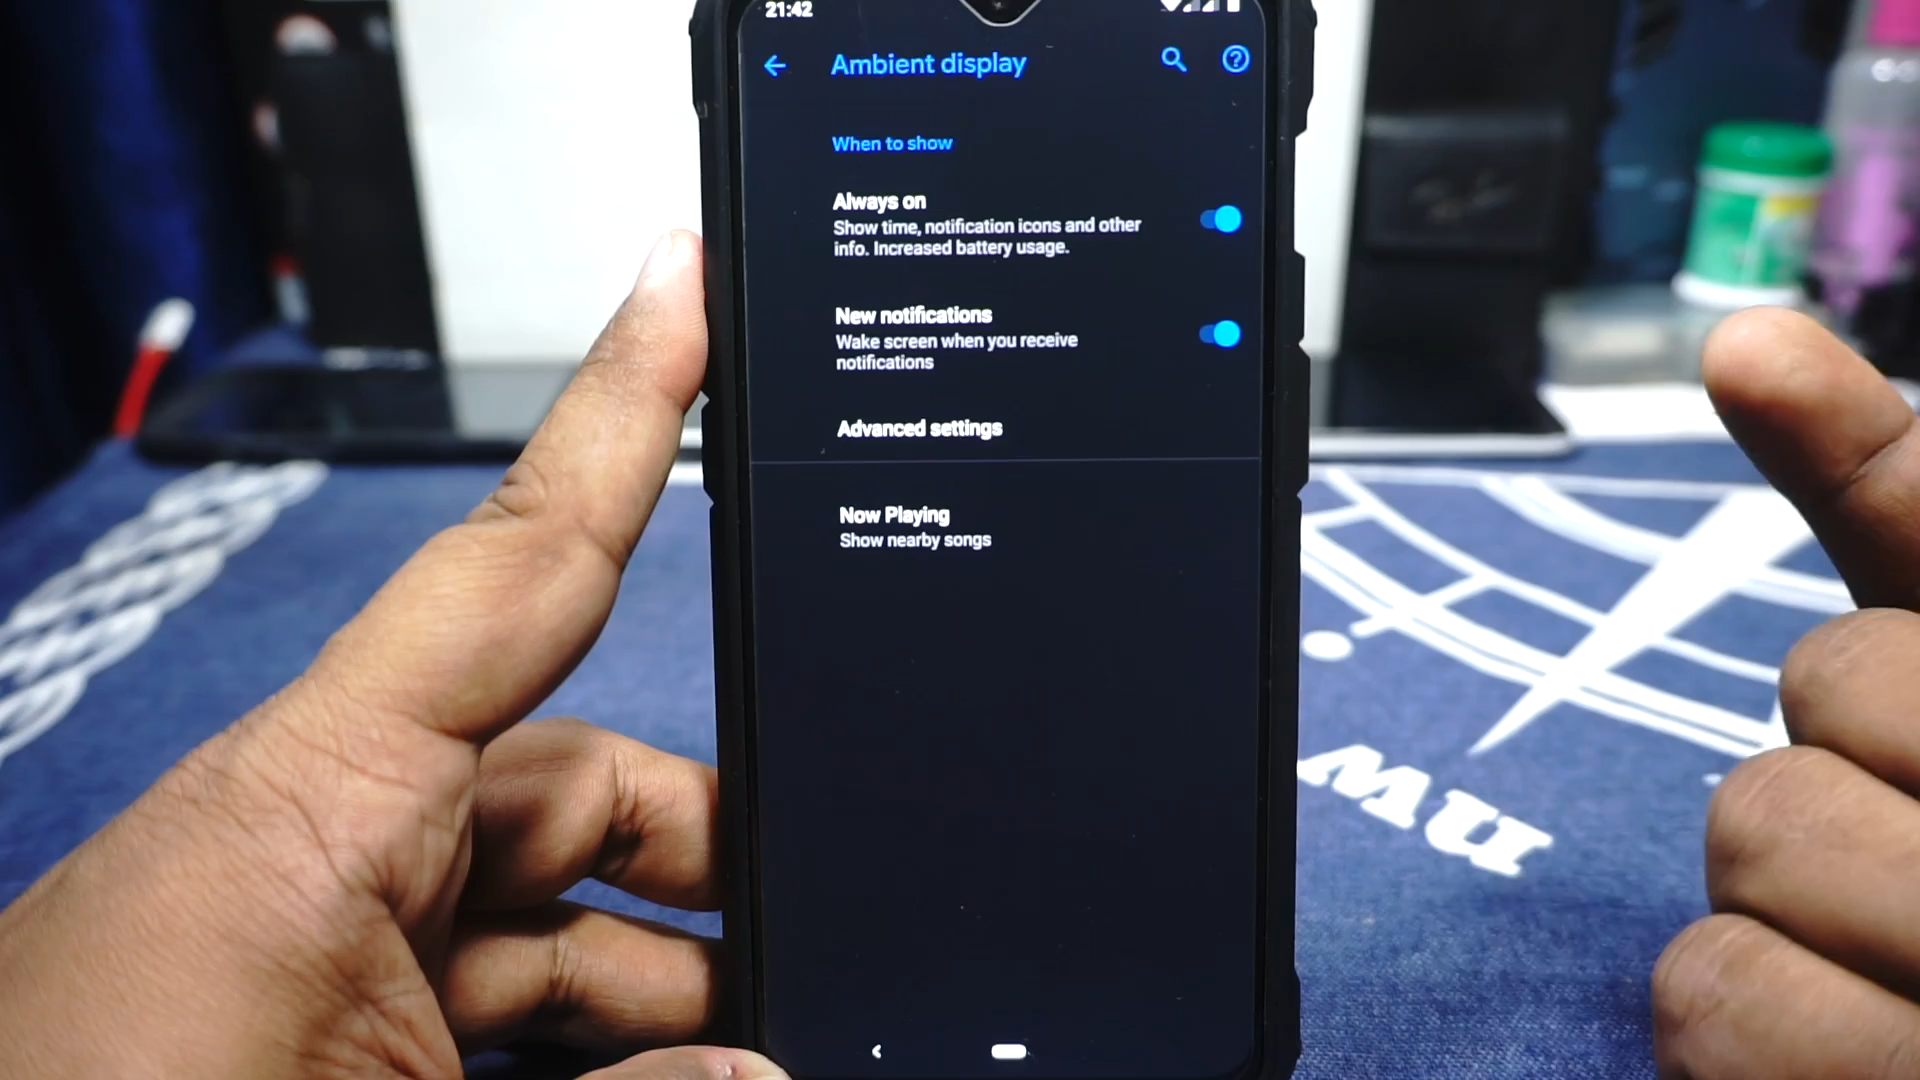 21:42
Ambient display
When to show
Always on
Show time, notification icons and other
info. Increased battery usage.
New notifications
Wake screen when you receive
notifications
Advanced settings
Now Playing
Show nearby songs
nw